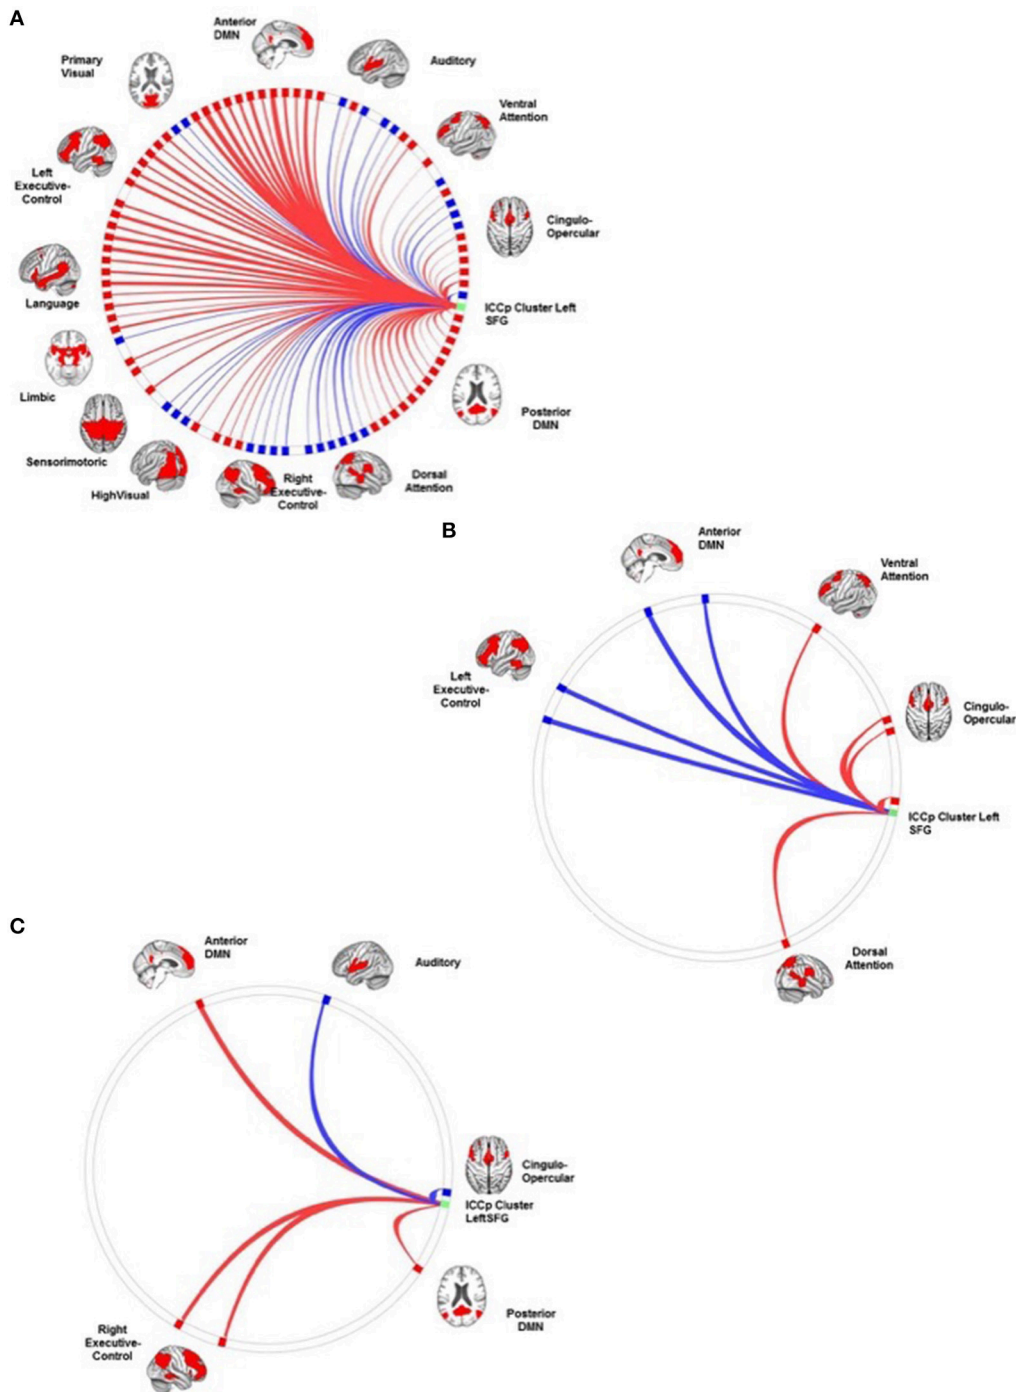 A
Anterior
DMN
Auditory
Primary
Visual
Ventral
Attention
Left
Executive-
Control
Cingulo-
Opercular
Language
ICCp Cluster Left
SFG
Limbic
Posterior
DMN
Sensorimotoric
HighVisual
Right
Executive-
Control
Dorsal
Attention
B
Anterior
DMN
Ventral
Attention
Left
Executive-
Control
Cingulo-
Opercular
ICCp Cluster Left
SFG
Dorsal
Attention
C
Anterior
DMN
Auditory
Cingulo-
Opercular
ICCp Cluster
LeftSFG
Posterior
DMN
Right
Executive-
Control